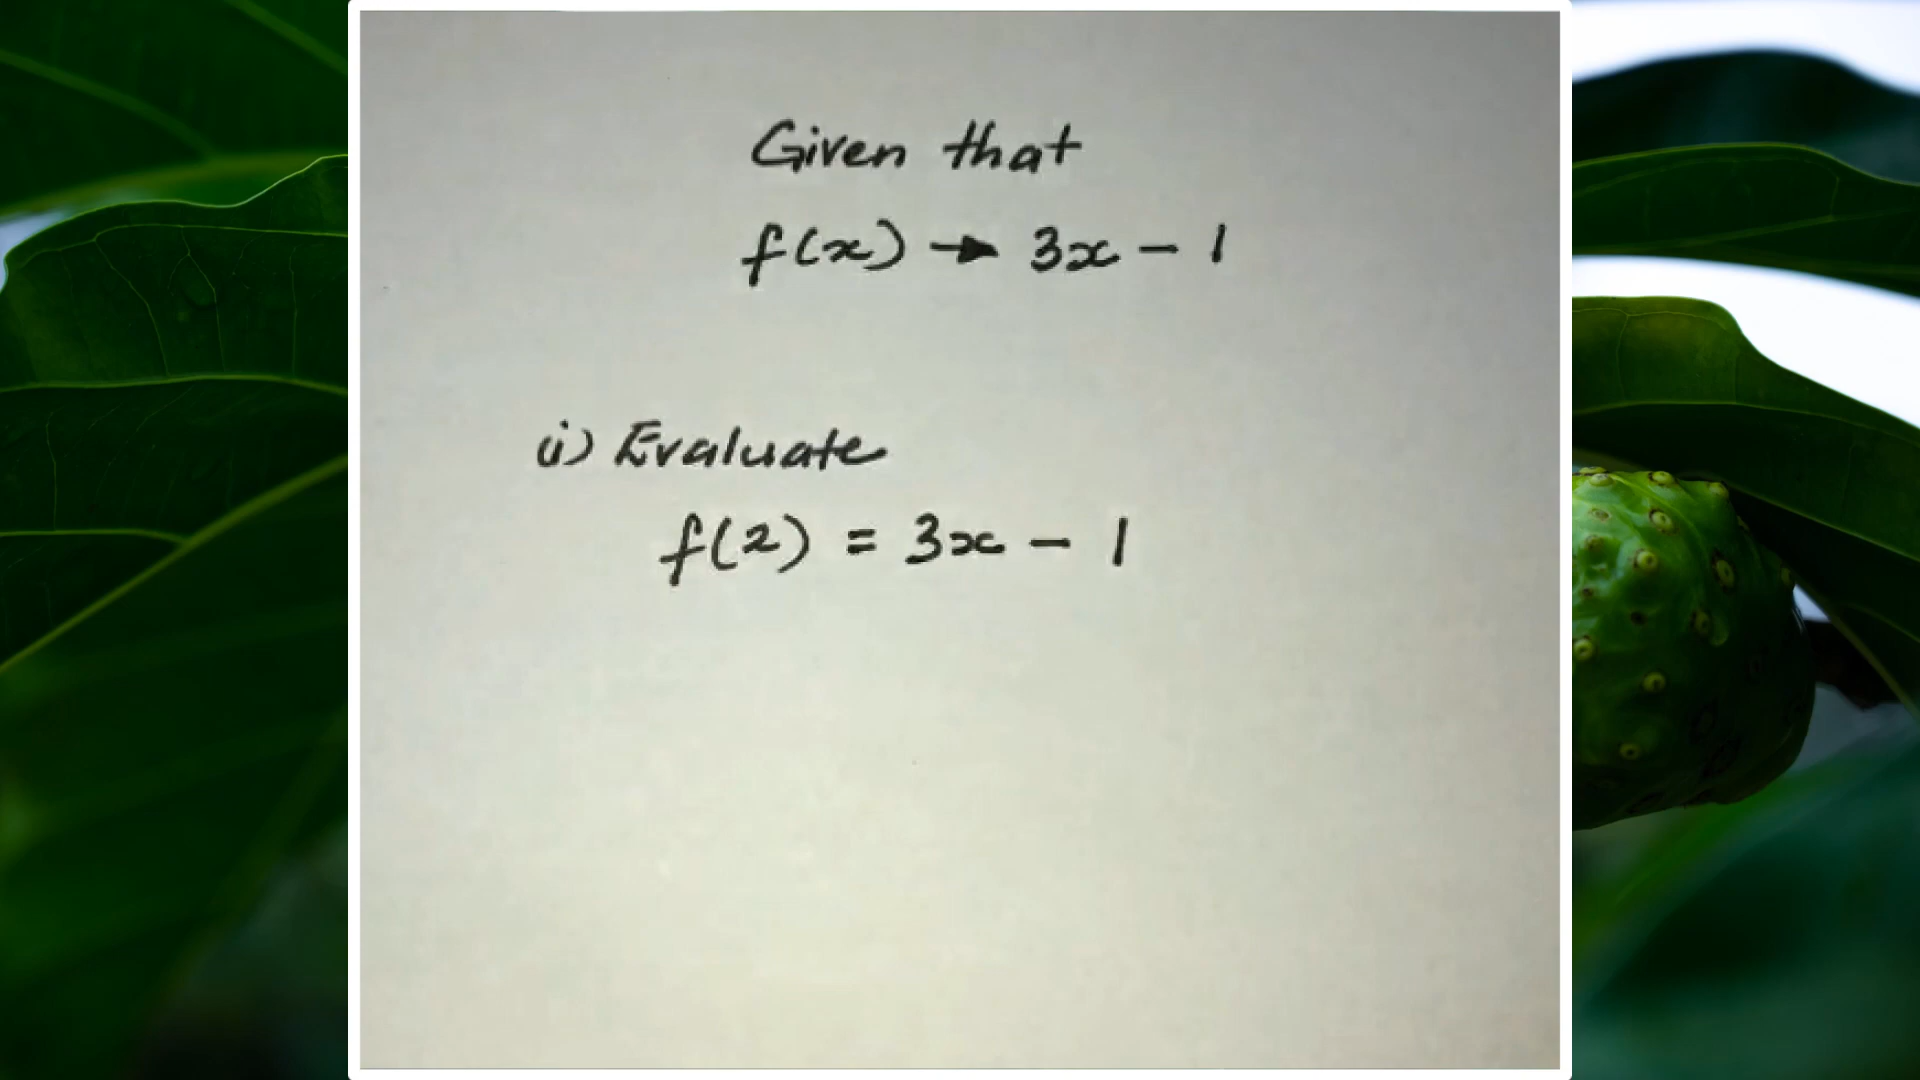 Given that
f(x) → 3x - 1
(i) Evaluate
f(2) = 3x - 1